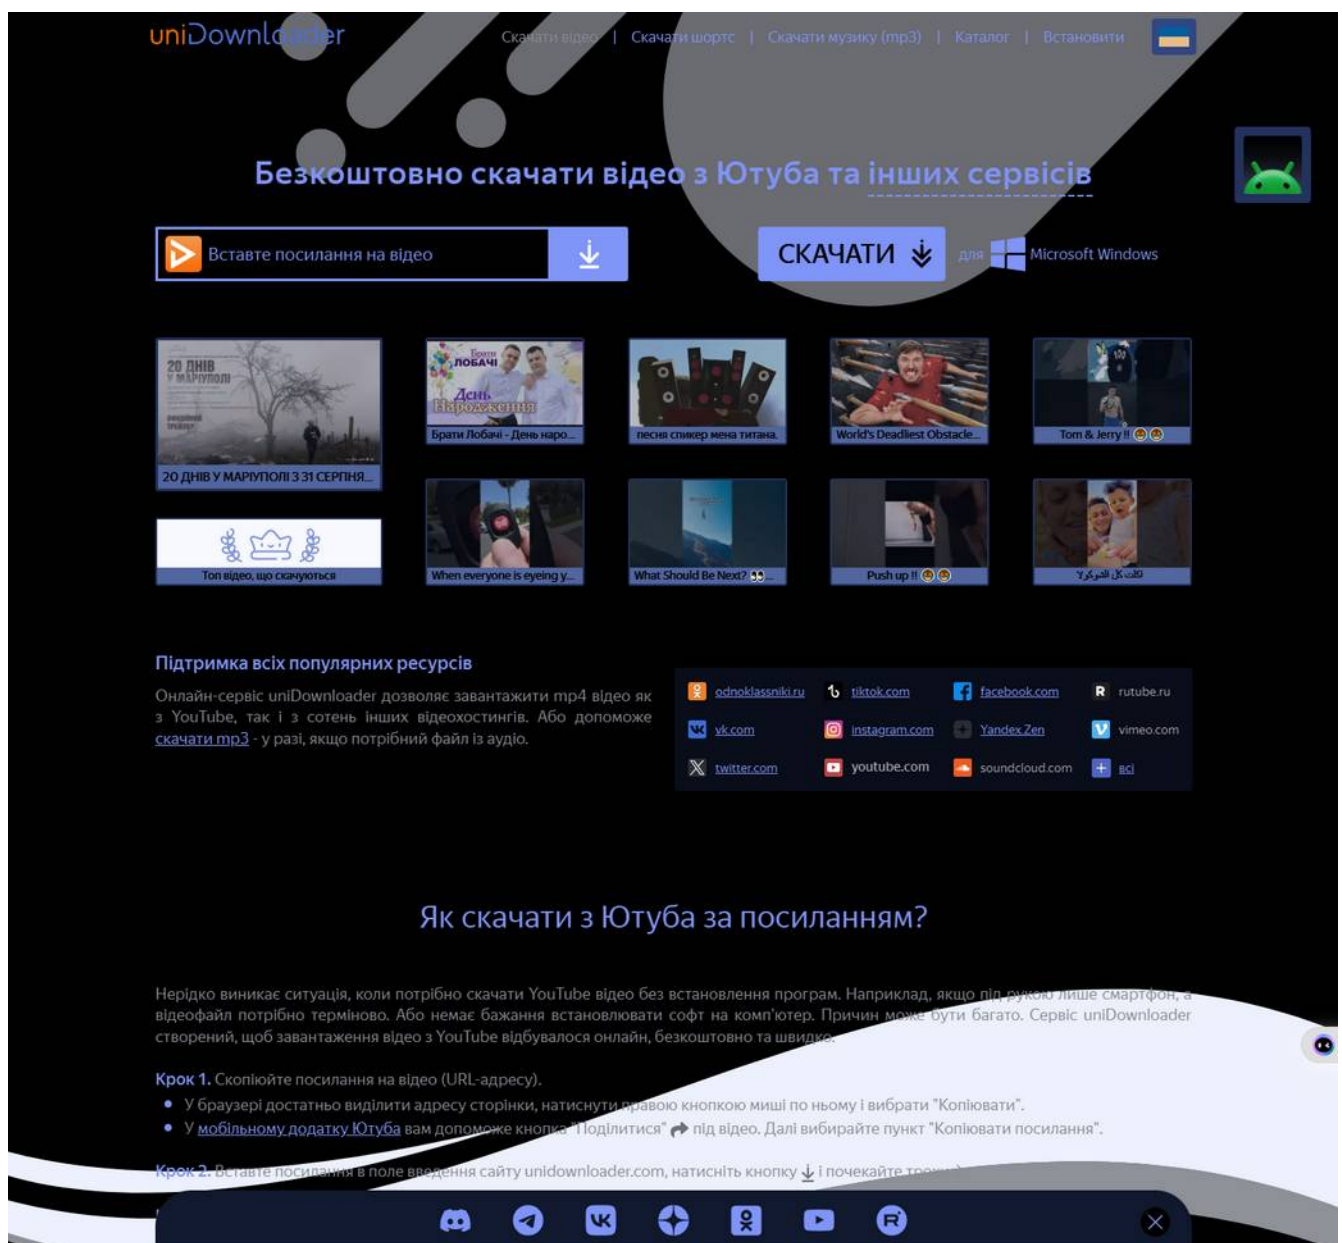 uniDownloader
Скачати відео | Скачати шортс | Скачати музику (mp3) | Каталог | Встановити
Безкоштовно скачати відео з Ютуба та інших сервісів
Вставте посилання на відео
СКАЧАТИ для Microsoft Windows
20 ДНІВ
У МАРІУПОЛІ
20 ДНІВ У МАРІУПОЛІ З 31 СЕРПНЯ...
Брати
ЛОБАЧІ
День
Народження
Брати Лобачі - День наро...
песня спикер мена титана.
World's Deadliest Obstacle...
Tom & Jerry !!
Топ відео, що скачуються
When everyone is eyeing y...
What Should Be Next?
Push up !!
Підтримка всіх популярних ресурсів
Онлайн-сервіс uniDownloader дозволяє завантажити mp4 відео як
з YouTube, так і з сотень інших відеохостингів. Або допоможе
скачати mp3 - у разі, якщо потрібний файл із аудіо.
odnoklassniki.ru tiktok.com facebook.com rutube.ru
vk.com instagram.com Yandex.Zen vimeo.com
twitter.com youtube.com soundcloud.com всі
Як скачати з Ютуба за посиланням?
Нерідко виникає ситуація, коли потрібно скачати YouTube відео без встановлення програм. Наприклад, якщо під рукою лише смартфон, а
відеофайл потрібно терміново. Або немає бажання встановлювати софт на комп'ютер. Причин може бути багато. Сервіс uniDownloader
створений, щоб завантаження відео з YouTube відбувалося онлайн, безкоштовно та швидко.
Крок 1. Скопіюйте посилання на відео (URL-адресу).
У браузері достатньо виділити адресу сторінки, натиснути правою кнопкою миші по ньому і вибрати "Копіювати".
У мобільному додатку Ютуба вам допоможе кнопка "Поділитися" під відео. Далі вибирайте пункт "Копіювати посилання".
Крок 2. Вставте посилання в поле введення сайту unidownloader.com, натисніть кнопку і почекайте трохи